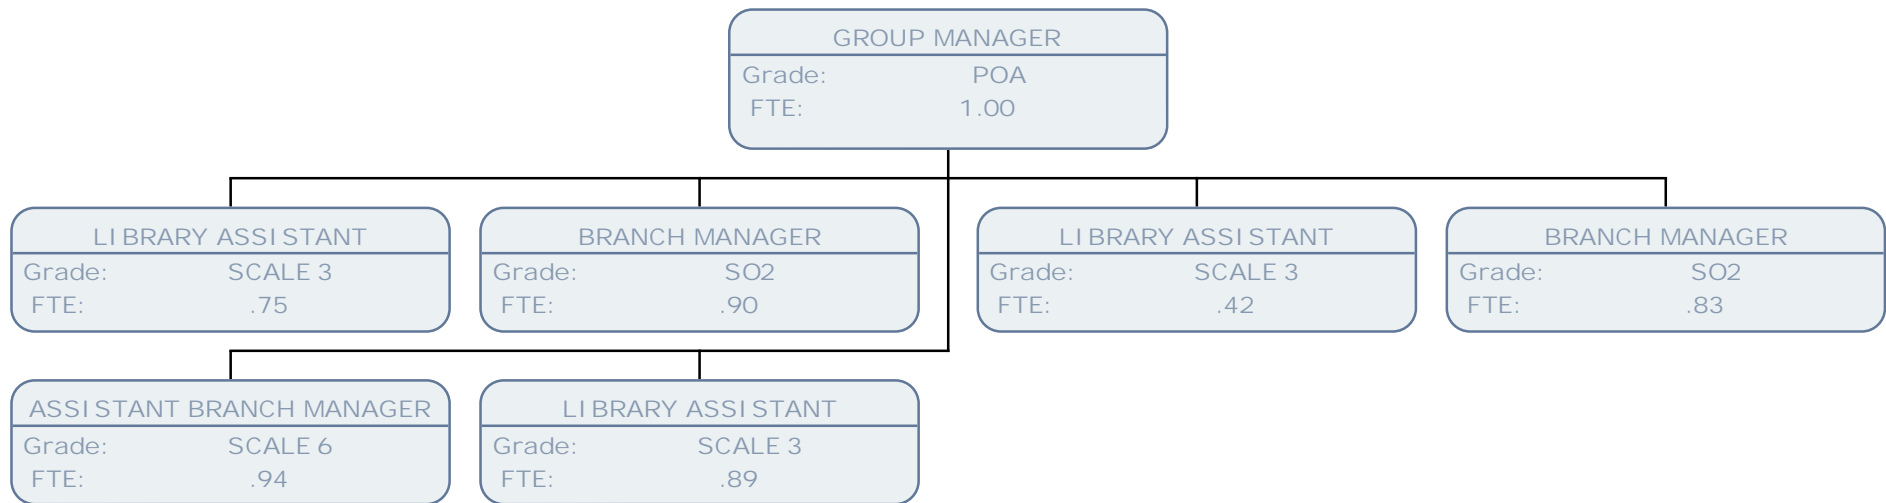 GROUP MANAGER
Grade: POA
FTE: 1.00
LIBRARY ASSISTANT
Grade: SCALE 3
FTE: .75
BRANCH MANAGER
Grade: SO2
FTE: .90
LIBRARY ASSISTANT
Grade: SCALE 3
FTE: .42
BRANCH MANAGER
Grade: SO2
FTE: .83
ASSISTANT BRANCH MANAGER
Grade: SCALE 6
FTE: .94
LIBRARY ASSISTANT
Grade: SCALE 3
FTE: .89